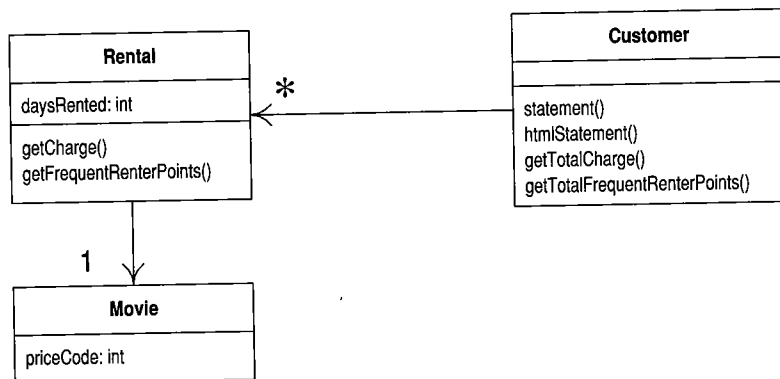 Rental
daysRented: int
getCharge()
getFrequentRenterPoints()
*
Customer
statement()
htmlStatement()
getTotalCharge()
getTotalFrequentRenterPoints()
1
Movie
priceCode: int